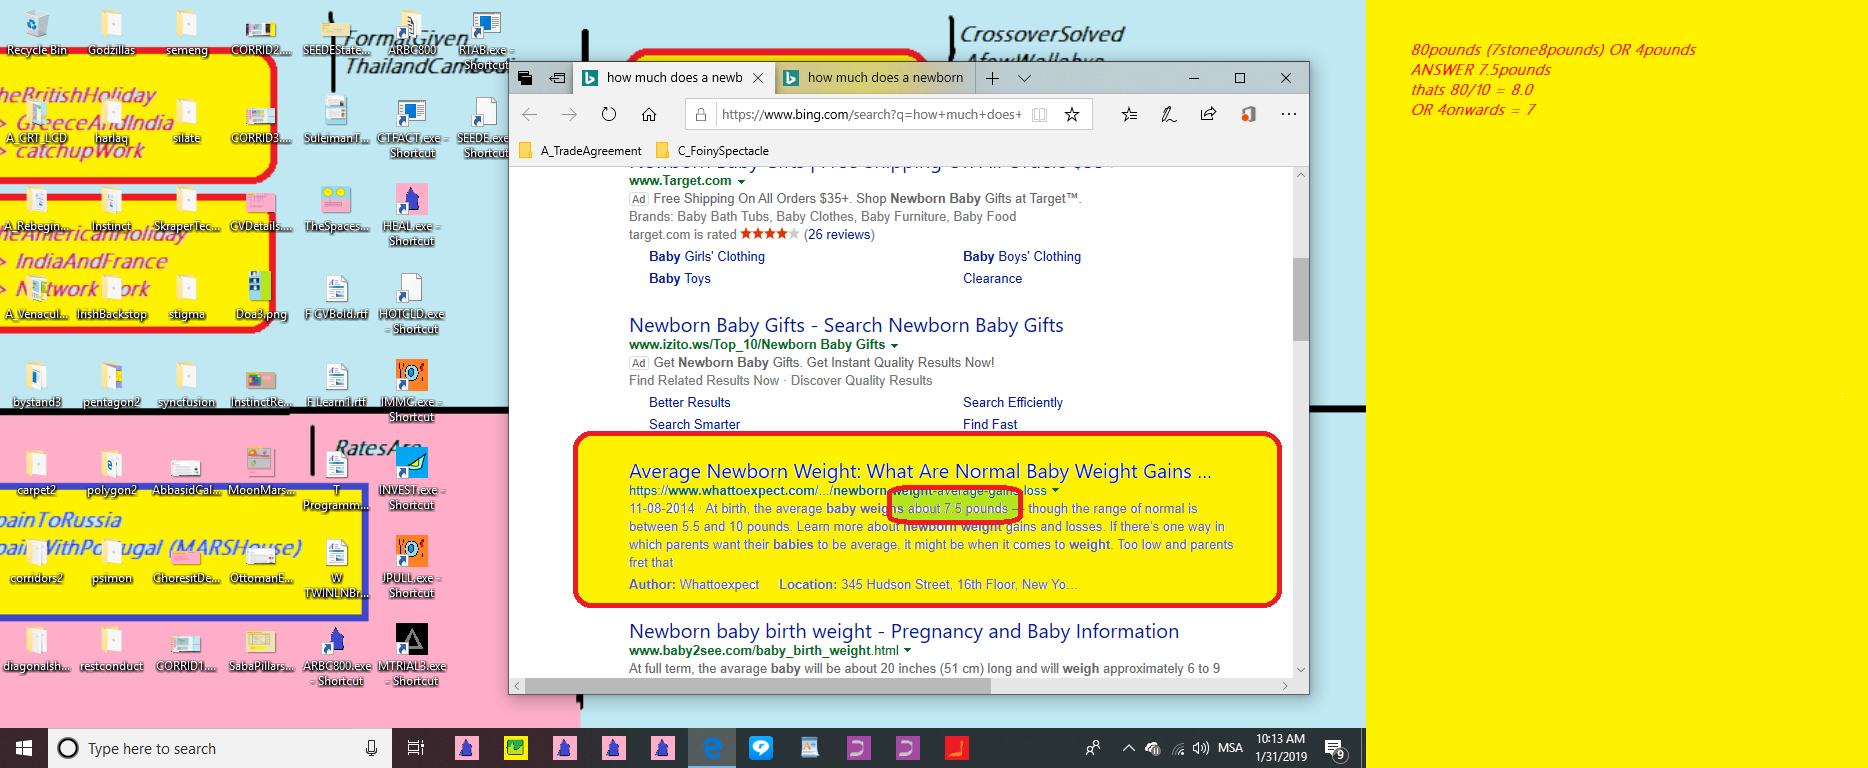 Recycle Bin
Godzillas
semeng
CORRID2....
SEEDEState...
ARBC800
RTAB.exe - Shortcut
FormatGiven
CrossoverSolved
how much does a newb
how much does a newborn
https://www.bing.com/search?q=how+much+does+
A_TradeAgreement
C_FoinySpectacle
heBritishHoliday
> GreeceAndIndia
> catchupWork
A_CRT_LCD
harlaq
silate
CORRID3....
SuleimanT...
CTFACT.exe - Shortcut
SEEDE.exe - Shortcut
A_Rebegin...
Instinct
SkraperTec...
CVDetails....
TheSpaces...
HEAL.exe - Shortcut
heAmericanHoliday
> IndiaAndFrance
> Network Work
A_Venacul...
IrishBackstop
stigma
Doa3.png
F CVBold.rtf
HOTGLD.exe - Shortcut
bystand3
pentagon2
syncfusion
InstinctRe...
F Learn1.rtf
IMMC.exe - Shortcut
RatesAre
carpet2
polygon2
AbbasidCal...
MoonMars...
T Programm...
INVEST.exe - Shortcut
painToRussia
painWithPortugal (MARSHouse)
corridors2
psimon
ChoresitDe...
OttomanE...
W TWINLNBr...
JPULL.exe - Shortcut
diagonalsh...
restconduct
CORRID1....
SabaPillars...
ARBC800.exe - Shortcut
MTRIAL3.exe - Shortcut
www.Target.com
Ad Free Shipping On All Orders $35+. Shop Newborn Baby Gifts at Target™.
Brands: Baby Bath Tubs, Baby Clothes, Baby Furniture, Baby Food
target.com is rated (26 reviews)
Baby Girls' Clothing
Baby Boys' Clothing
Baby Toys
Clearance
Newborn Baby Gifts - Search Newborn Baby Gifts
www.izito.ws/Top_10/Newborn Baby Gifts
Ad Get Newborn Baby Gifts. Get Instant Quality Results Now!
Find Related Results Now · Discover Quality Results
Better Results
Search Efficiently
Search Smarter
Find Fast
Average Newborn Weight: What Are Normal Baby Weight Gains ...
https://www.whattoexpect.com/.../newborn-weight-average-gains-loss
11-08-2014 · At birth, the average baby weighs about 7.5 pounds — though the range of normal is
between 5.5 and 10 pounds. Learn more about newborn weight gains and losses. If there's one way in
which parents want their babies to be average, it might be when it comes to weight. Too low and parents
fret that
Author: Whattoexpect Location: 345 Hudson Street, 16th Floor, New Yo...
Newborn baby birth weight - Pregnancy and Baby Information
www.baby2see.com/baby_birth_weight.html
At full term, the avarage baby will be about 20 inches (51 cm) long and will weigh approximately 6 to 9
80pounds (7stone8pounds) OR 4pounds
ANSWER 7.5pounds
thats 80/10 = 8.0
OR 4onwards = 7
Type here to search
MSA
10:13 AM
1/31/2019
9